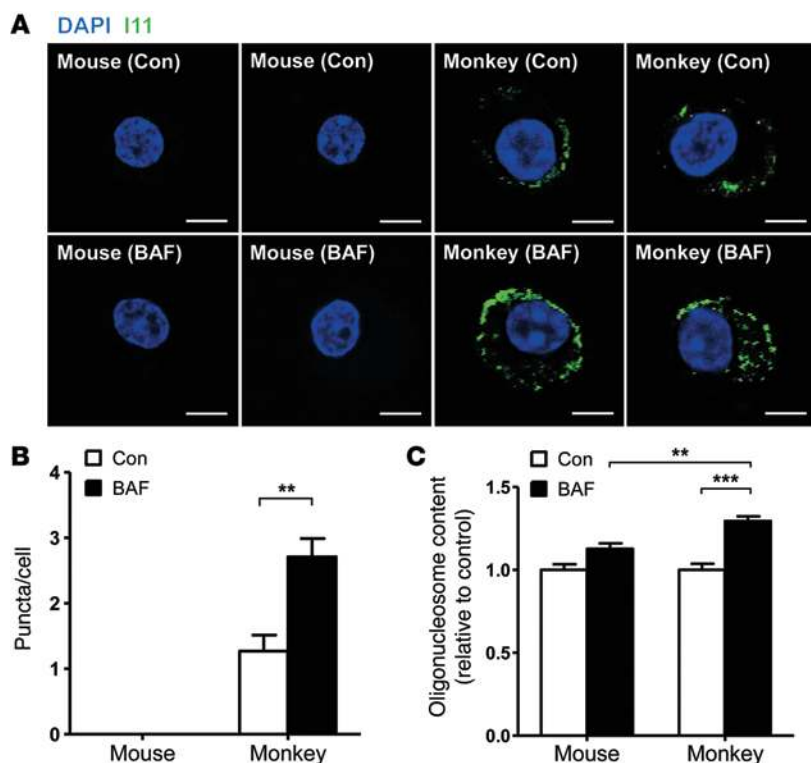 A
DAPI I11
Mouse (Con) Mouse (Con) Monkey (Con) Monkey (Con)
Mouse (BAF) Mouse (BAF) Monkey (BAF) Monkey (BAF)
B
Con
BAF
**
Puncta/cell
4
3
2
1
0
Mouse Monkey
C
Con
BAF
**
***
Oligonucleosome content
(relative to control)
1.5
1.0
0.5
0.0
Mouse Monkey